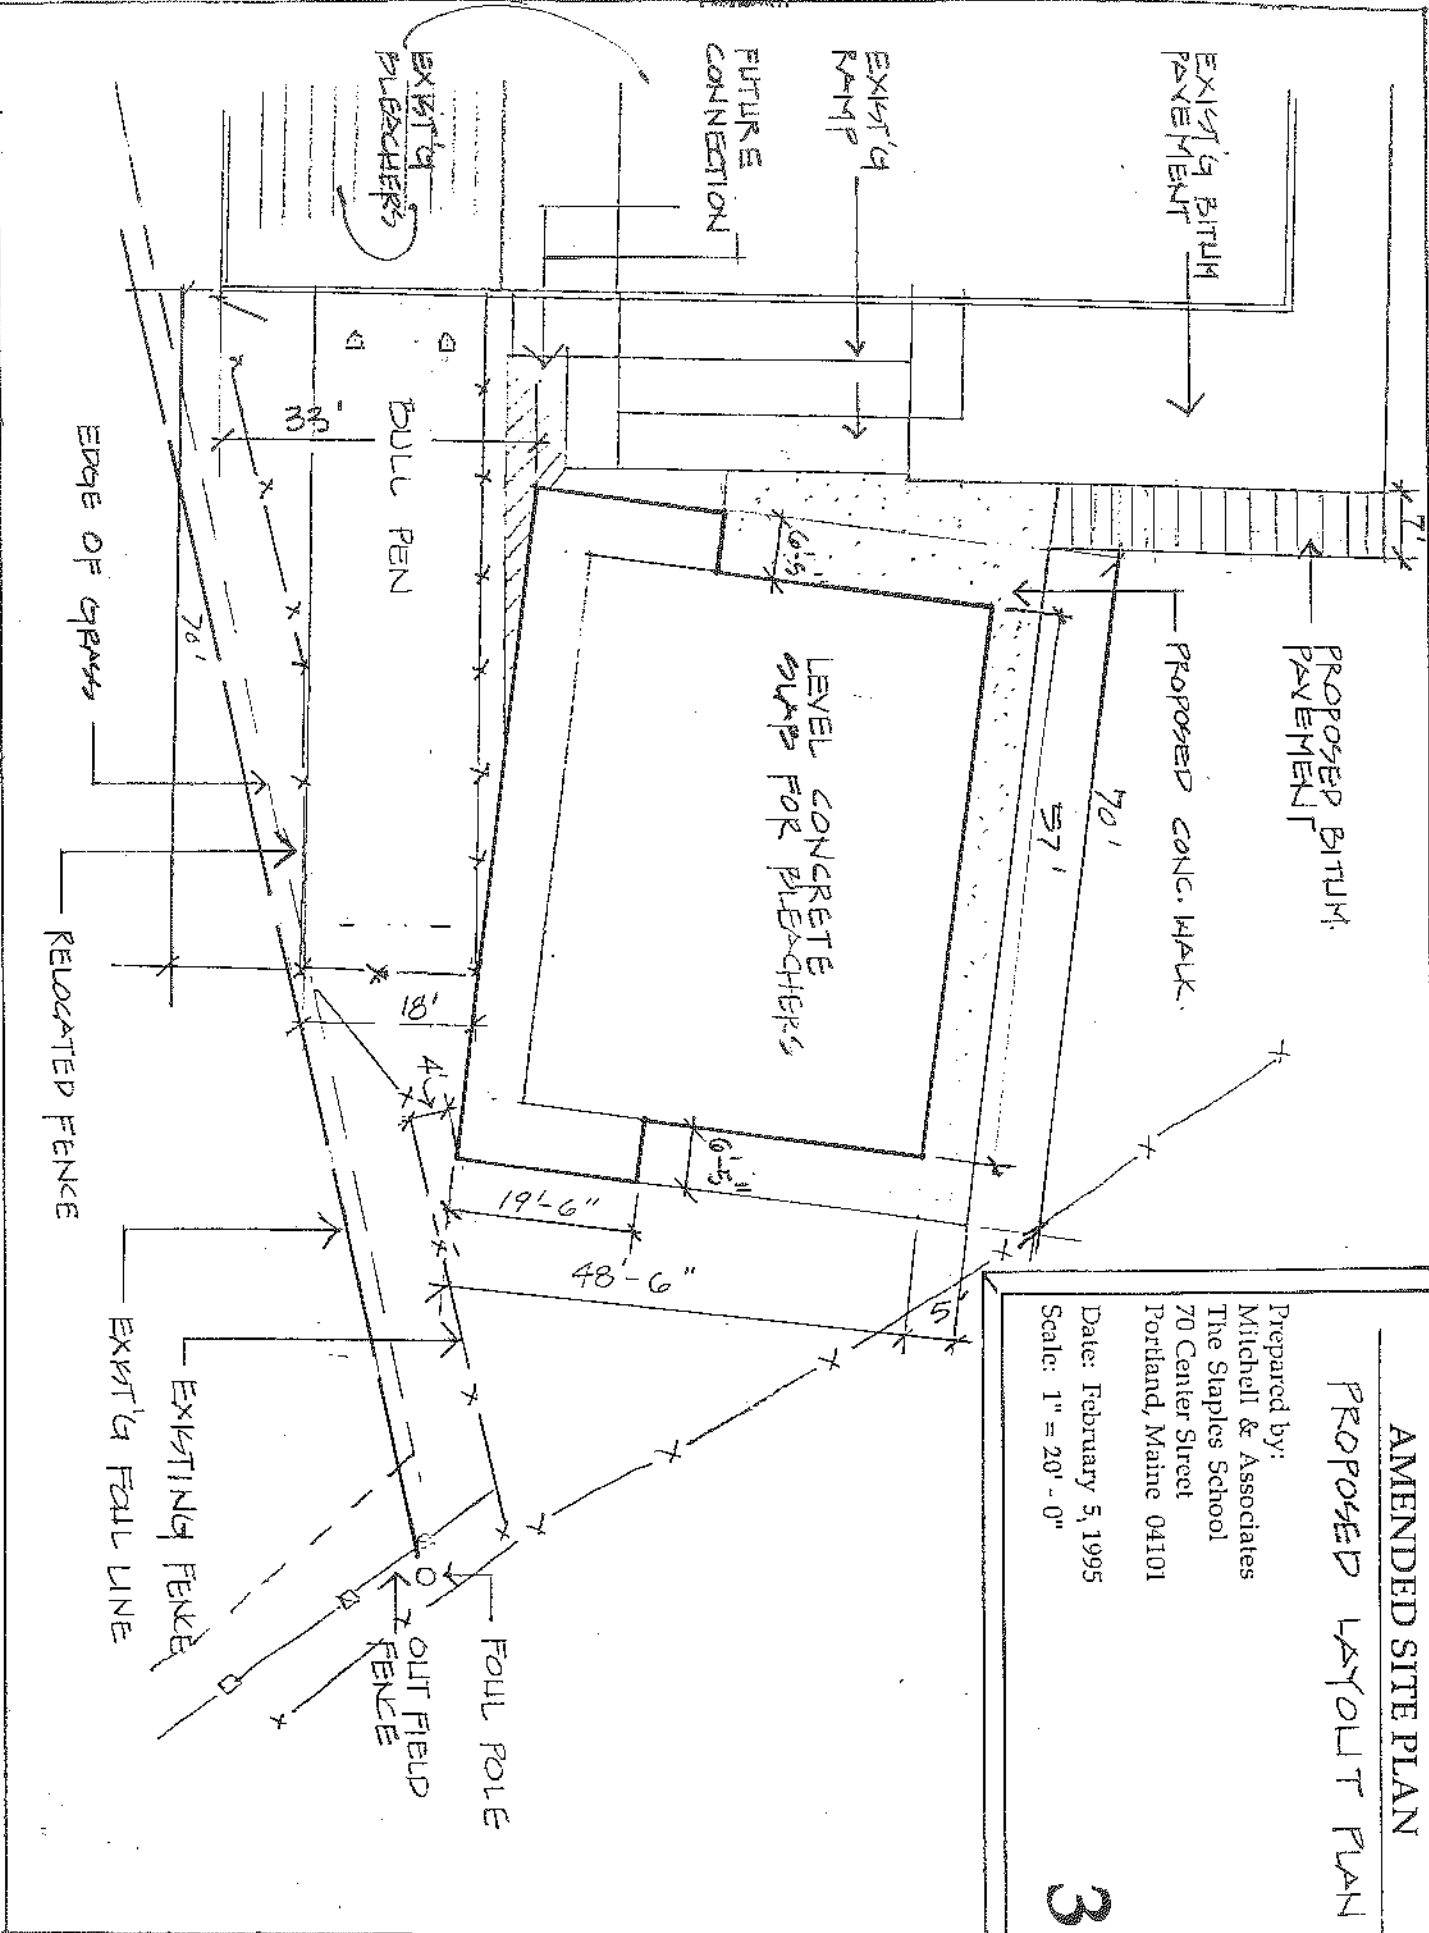 AMENDED SITE PLAN
PROPOSED LAYOUT PLAN
Prepared by:
Mitchell & Associates
The Staples School
70 Center Street
Portland, Maine 04101
Date: February 5, 1995
Scale: 1" = 20' - 0"
3
EXIST'G BITUM
PAVEMENT
EXIST'G
RAMP
FUTURE
CONNECTION
EXIST'G
BLEACHERS
7'
PROPOSED BITUM.
PAVEMENT
PROPOSED CONC. WALK.
70'
57'
6'-5"
LEVEL CONCRETE
SLAB FOR BLEACHERS
6'-5"
5'
48'-6"
19'-6"
4'
18'
33'
BULL PEN
70'
EDGE OF GRASS
RELOCATED FENCE
EXIST'G FOUL LINE
EXISTING FENCE
OUT FIELD
FENCE
FOUL POLE